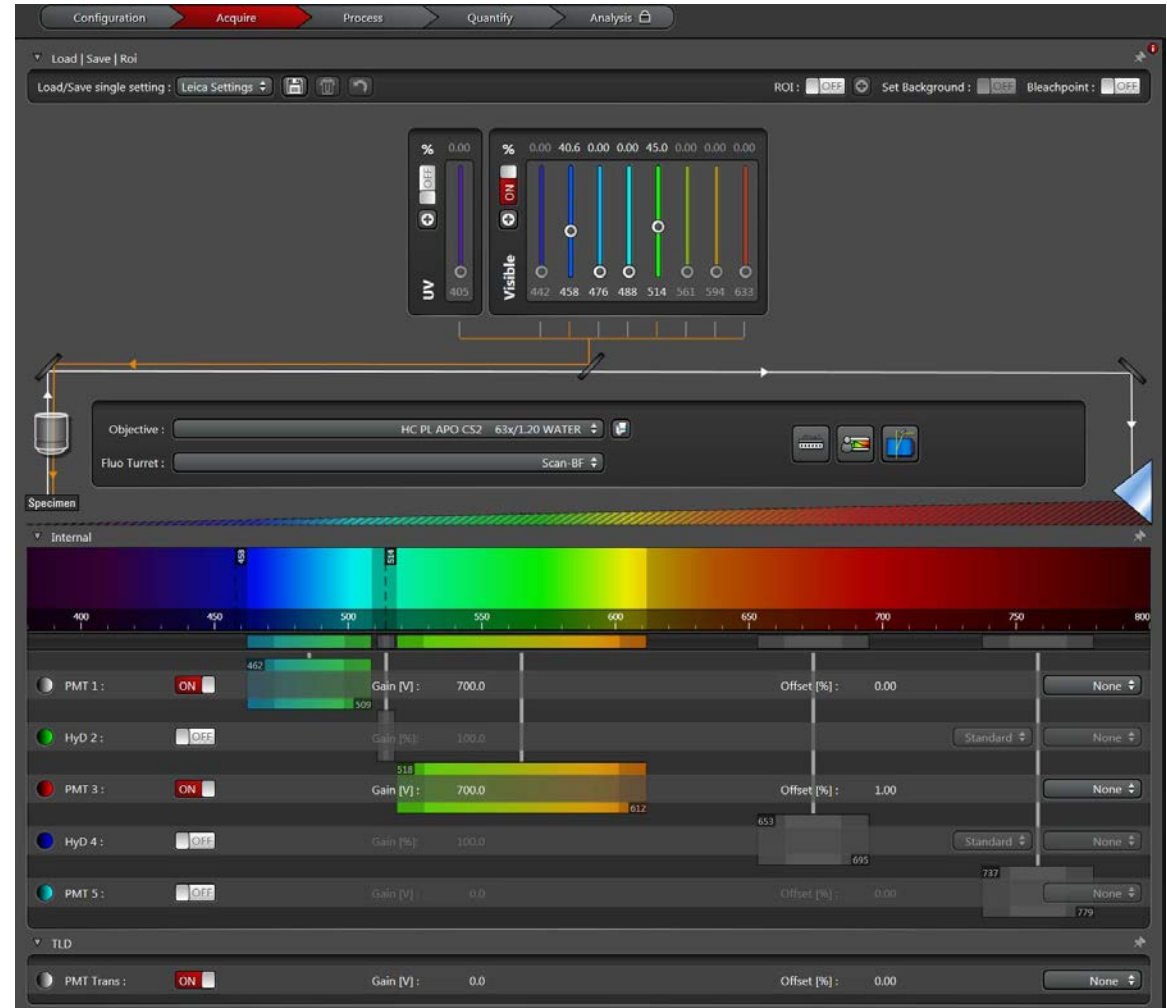 Configuration Acquire Process Quantify Analysis
Load | Save | Roi
Load/Save single setting : Leica Settings ROI : OFF Set Background : OFF Bleachpoint : OFF
% 0.00 % 0.00 40.6 0.00 0.00 45.0 0.00 0.00 0.00
OFF ON
UV 405 Visible 442 458 476 488 514 561 594 633
Objective : HC PL APO CS2 63x/1.20 WATER
Fluo Turret : Scan-BF
Specimen
Internal
458 514
400 450 500 550 600 650 700 750 800
462
PMT 1 : ON Gain [V] : 700.0 Offset [%] : 0.00 None
509
HyD 2 : OFF Gain [%]: 100.0 Standard None
518
PMT 3 : ON Gain [V] : 700.0 Offset [%] : 1.00 None
612
653
HyD 4 : OFF Gain [%]: 100.0 Standard None
695
737
PMT 5 : OFF Gain [V] : 0.0 Offset [%] : 0.00 None
779
TLD
PMT Trans : ON Gain [V] : 0.0 Offset [%] : 0.00 None